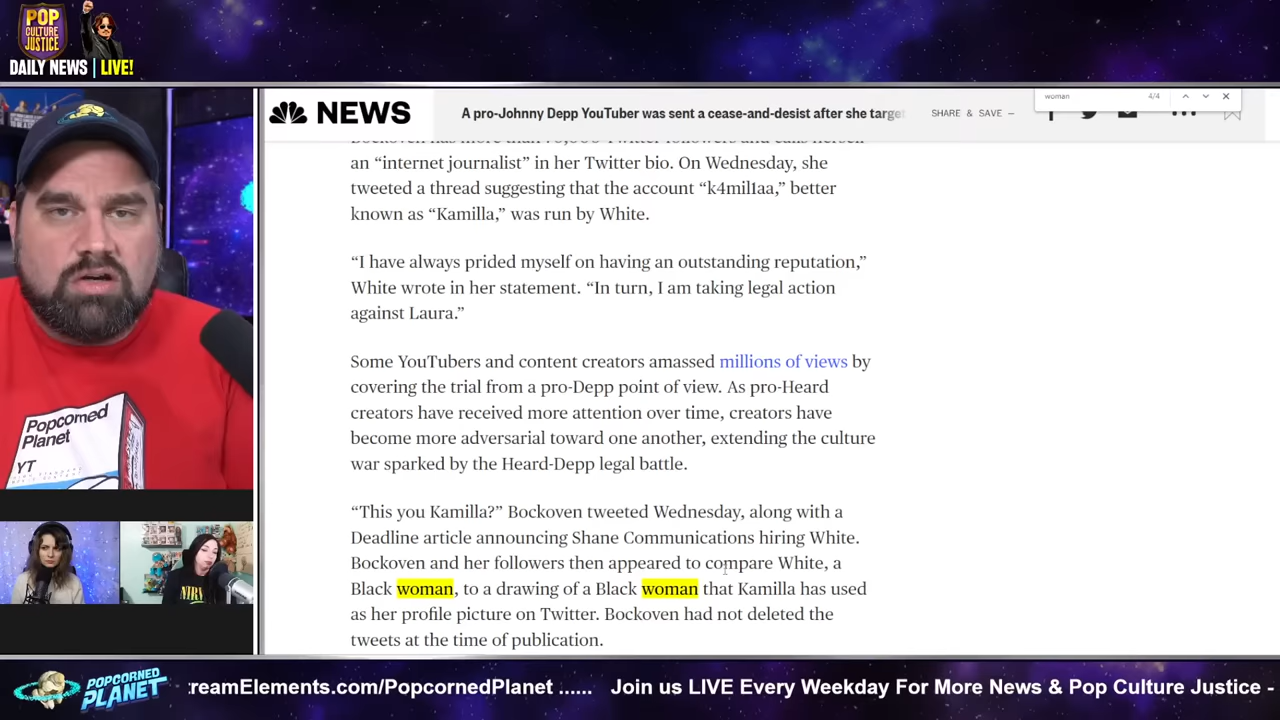 POP
CULTURE
JUSTICE
DAILY NEWS | LIVE!
NEWS
A pro-Johnny Depp YouTuber was sent a cease-and-desist after she targe
SHARE & SAVE –
woman
4/4
an “internet journalist” in her Twitter bio. On Wednesday, she
tweeted a thread suggesting that the account “k4mil1aa,” better
known as “Kamilla,” was run by White.
“I have always prided myself on having an outstanding reputation,”
White wrote in her statement. “In turn, I am taking legal action
against Laura.”
Some YouTubers and content creators amassed millions of views by
covering the trial from a pro-Depp point of view. As pro-Heard
creators have received more attention over time, creators have
become more adversarial toward one another, extending the culture
war sparked by the Heard-Depp legal battle.
“This you Kamilla?” Bockoven tweeted Wednesday, along with a
Deadline article announcing Shane Communications hiring White.
Bockoven and her followers then appeared to compare White, a
Black woman, to a drawing of a Black woman that Kamilla has used
as her profile picture on Twitter. Bockoven had not deleted the
tweets at the time of publication.
Popcorned
Planet
YT
NIRV
POPCORNED
PLANET
reamElements.com/PopcornedPlanet ...... Join us LIVE Every Weekday For More News & Pop Culture Justice -